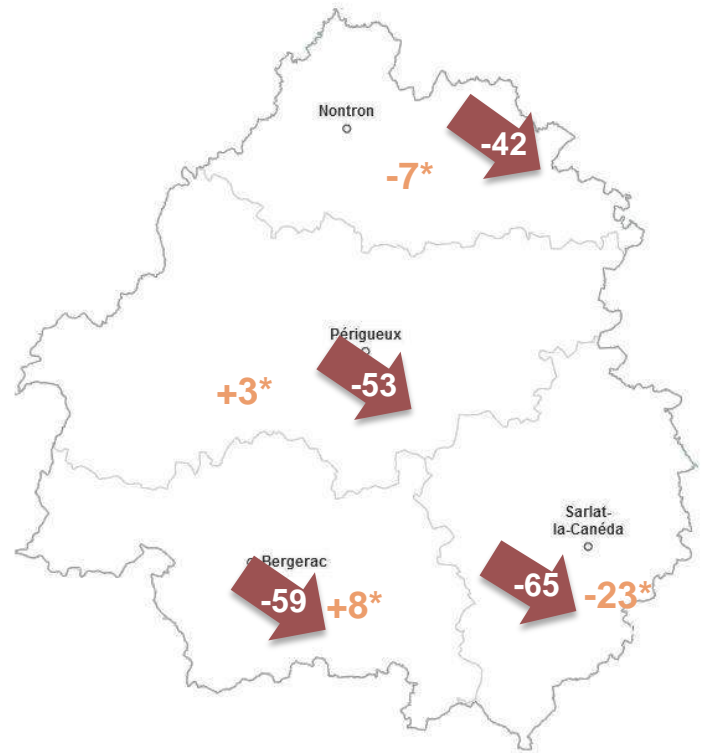 Nontron
-42
-7*
Périgueux
-53
+3*
Sarlat-
la-Canéda
Bergerac
-65
-59
+8*
-23*